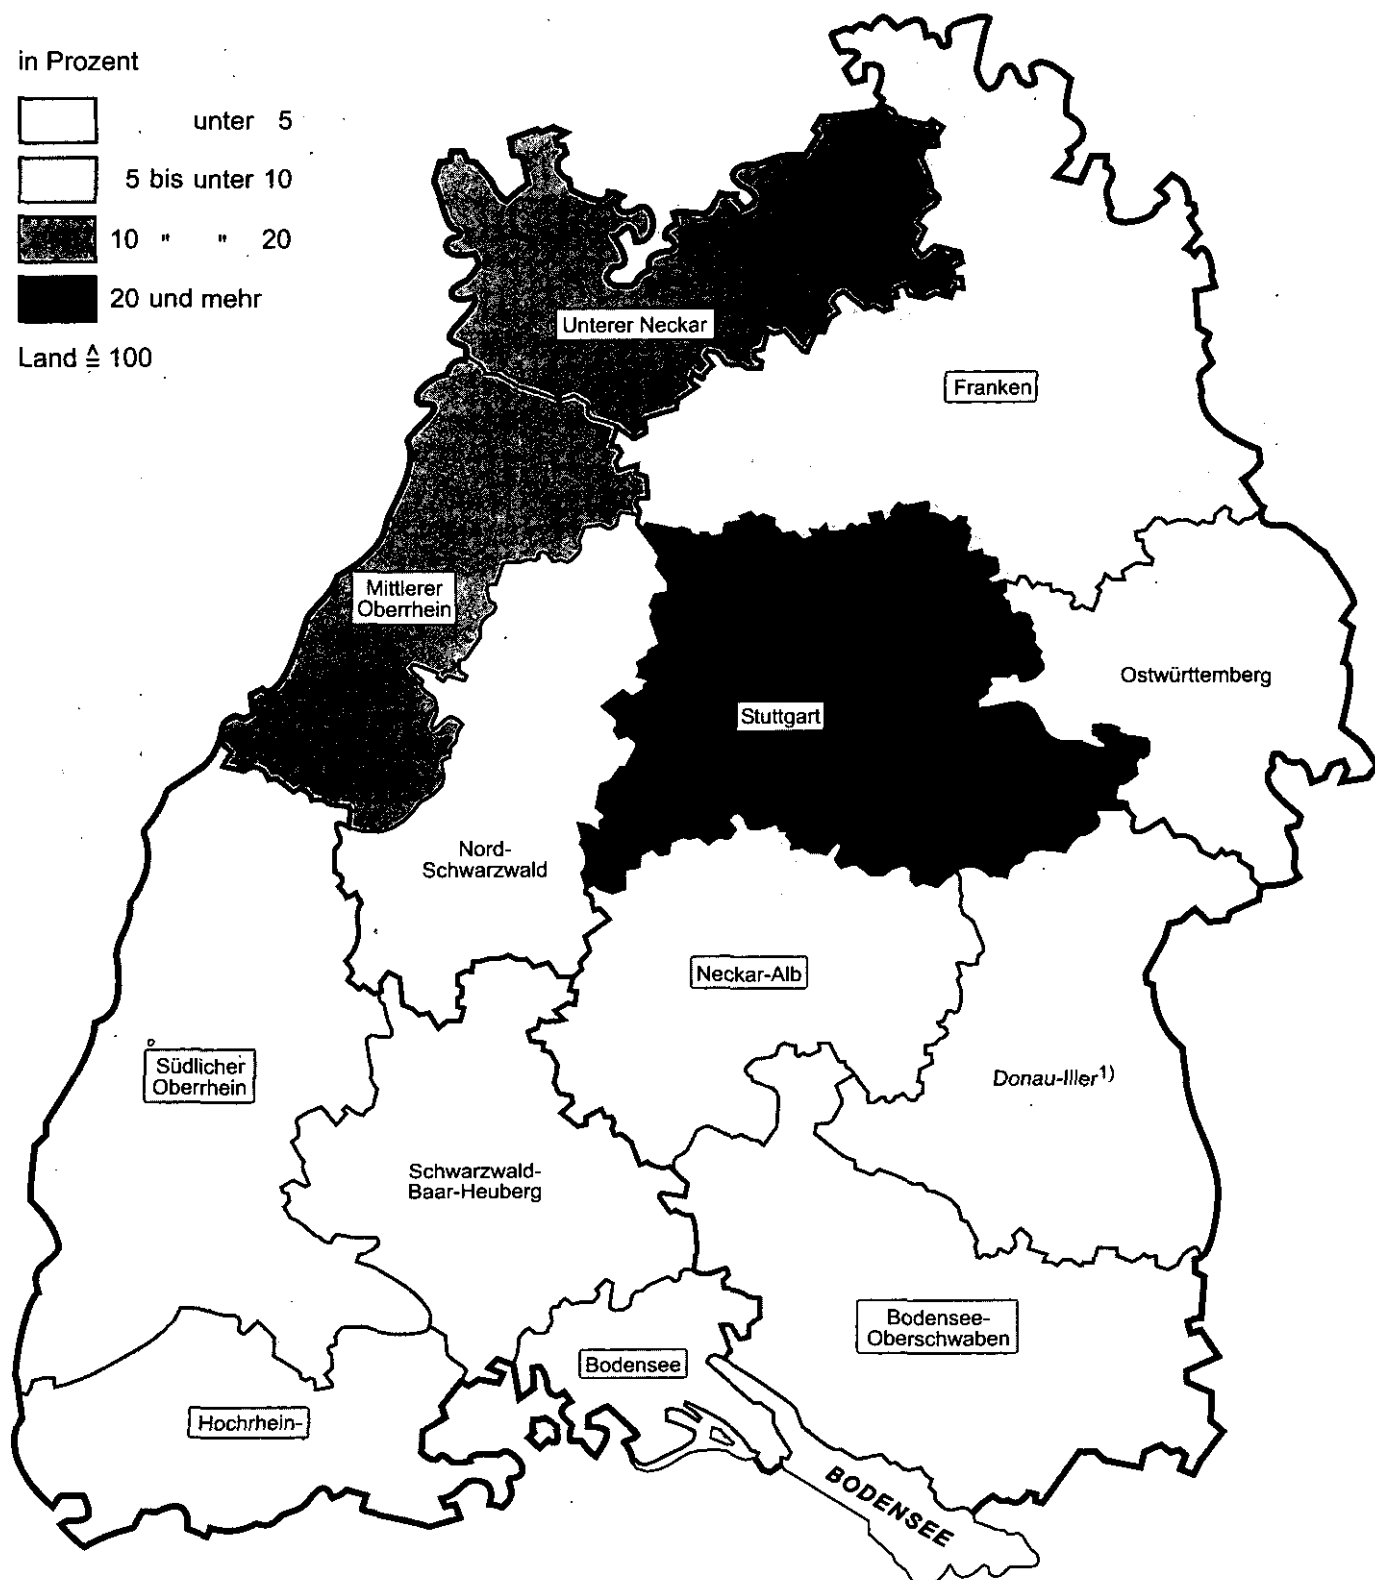 in Prozent
unter 5
5 bis unter 10
10 " " 20
20 und mehr
Land ≙ 100
Unterer Neckar
Franken
Mittlerer
Oberrhein
Ostwürttemberg
Stuttgart
Nord-
Schwarzwald
Neckar-Alb
Südlicher
Oberrhein
Donau-Iller¹⁾
Schwarzwald-
Baar-Heuberg
Bodensee-
Oberschwaben
Bodensee
Hochrhein-
BODENSEE